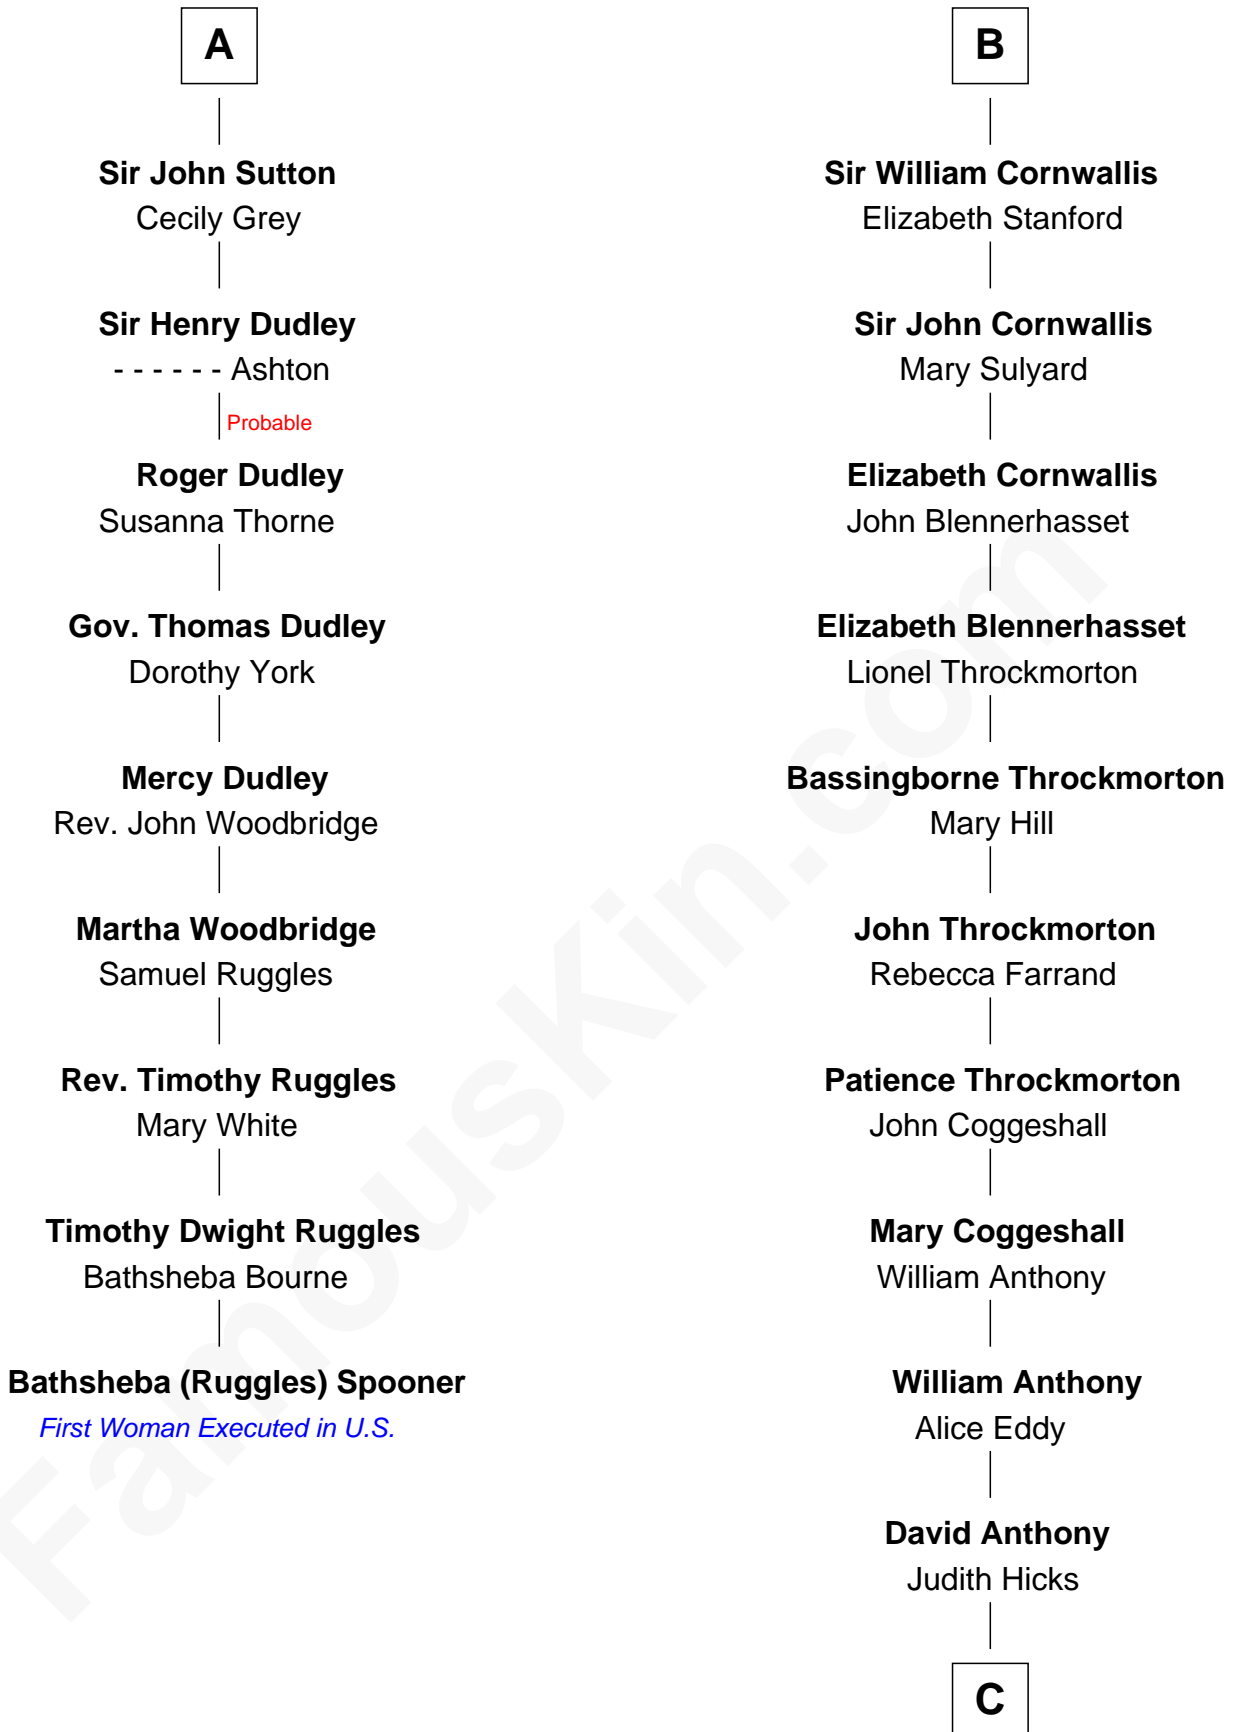 A
Sir John Sutton
Cecily Grey
Sir Henry Dudley
- - - - - - Ashton
Probable
Roger Dudley
Susanna Thorne
Gov. Thomas Dudley
Dorothy York
Mercy Dudley
Rev. John Woodbridge
Martha Woodbridge
Samuel Ruggles
Rev. Timothy Ruggles
Mary White
Timothy Dwight Ruggles
Bathsheba Bourne
Bathsheba (Ruggles) Spooner
First Woman Executed in U.S.
B
Sir William Cornwallis
Elizabeth Stanford
Sir John Cornwallis
Mary Sulyard
Elizabeth Cornwallis
John Blennerhasset
Elizabeth Blennerhasset
Lionel Throckmorton
Bassingborne Throckmorton
Mary Hill
John Throckmorton
Rebecca Farrand
Patience Throckmorton
John Coggeshall
Mary Coggeshall
William Anthony
William Anthony
Alice Eddy
David Anthony
Judith Hicks
C
FamousKin.com